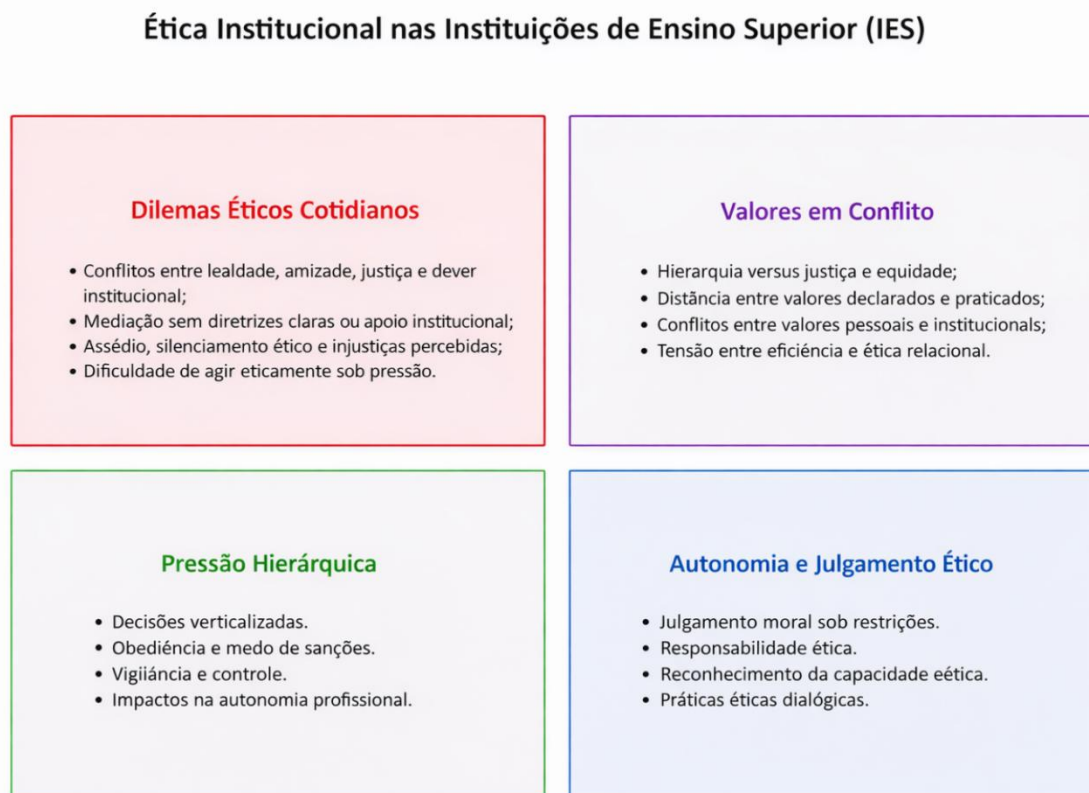 Ética Institucional nas Instituições de Ensino Superior (IES)
Dilemas Éticos Cotidianos
• Conflitos entre lealdade, amizade, justiça e dever
institucional;
• Mediação sem diretrizes claras ou apoio institucional;
• Assédio, silenciamento ético e injustiças percebidas;
• Dificuldade de agir eticamente sob pressão.
Valores em Conflito
• Hierarquia versus justiça e equidade;
• Distância entre valores declarados e praticados;
• Conflitos entre valores pessoais e institucionals;
• Tensão entre eficiéncia e ética relacional.
Pressão Hierárquica
• Decisões verticalizadas.
• Obediéncia e medo de sanções.
• Vigiiáncia e controle.
• Impactos na autonomia profissional.
Autonomia e Julgamento Ético
• Julgamento moral sob restrições.
• Responsabilidade ética.
• Reconhecimento da capacidade eética.
• Práticas éticas dialógicas.